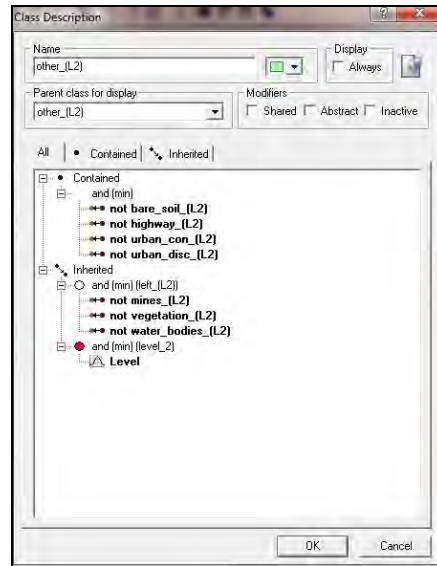 Class Description
Name
other_(L2)
Display
Always
Parent class for display
other_(L2)
Modifiers
Shared Abstract Inactive
All Contained Inherited
Contained
and (min)
not bare_soil_(L2)
not highway_(L2)
not urban_con_(L2)
not urban_disc_(L2)
Inherited
and (min) (left_(L2))
not mines_(L2)
not vegetation_(L2)
not water_bodies_(L2)
and (min) (level_2)
Level
OK Cancel